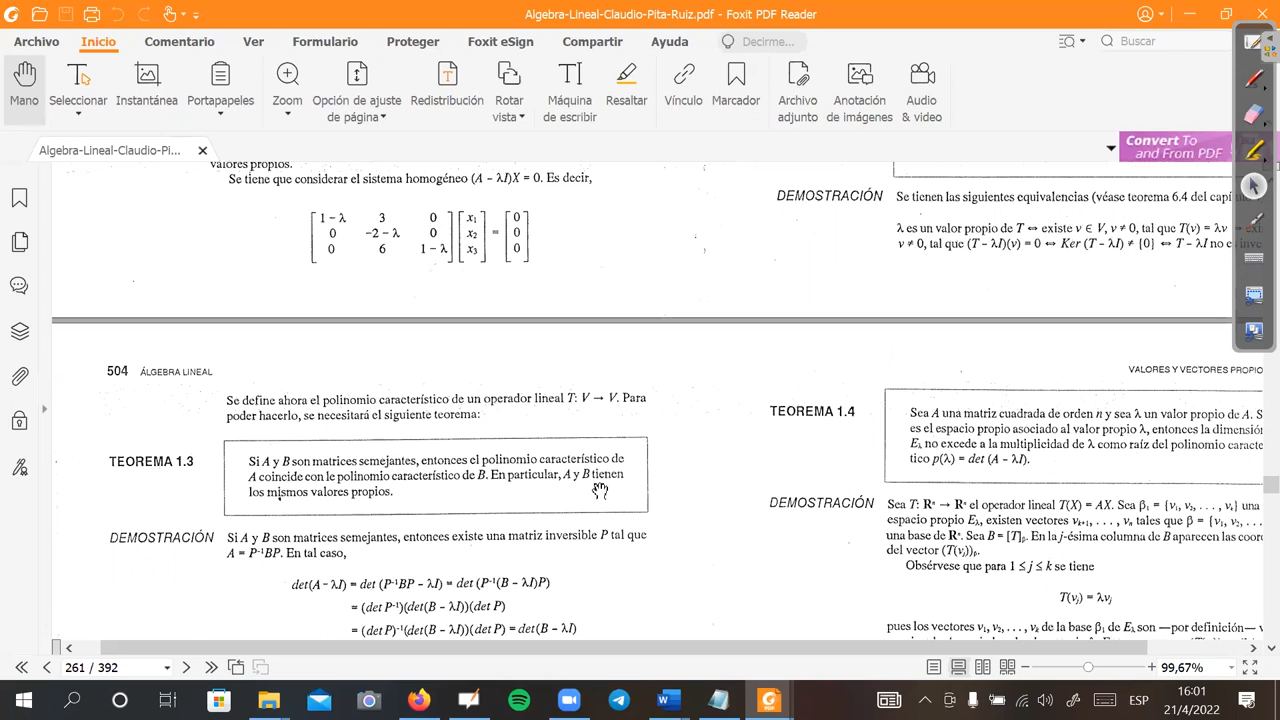 Algebra-Lineal-Claudio-Pita-Ruiz.pdf - Foxit PDF Reader
Archivo Inicio Comentario Ver Formulario Proteger Foxit eSign Compartir Ayuda Decirme... Buscar
Mano
Seleccionar
Instantánea
Portapapeles
Zoom
Opción de ajuste
de página
Redistribución
Rotar
vista
Máquina
de escribir
Resaltar
Vínculo
Marcador
Archivo
adjunto
Anotación
de imágenes
Audio
& video
Algebra-Lineal-Claudio-Pi...
Convert To
and From PDF
valores propios.
Se tiene que considerar el sistema homogéneo (A – λI)X = 0. Es decir,
1 – λ 3 0 x₁ 0
0 –2 – λ 0 x₂ = 0
0 6 1 – λ x₃ 0
DEMOSTRACIÓN Se tienen las siguientes equivalencias (véase teorema 6.4 del capítu
λ es un valor propio de T ⇔ existe v ∈ V, v ≠ 0, tal que T(v) = λv
v ≠ 0, tal que (T – λI)(v) = 0 ⇔ Ker (T – λI) ≠ {0} ⇔ T – λI no es inve
504 ÁLGEBRA LINEAL
Se define ahora el polinomio característico de un operador lineal T: V → V. Para
poder hacerlo, se necesitará el siguiente teorema:
TEOREMA 1.3
Si A y B son matrices semejantes, entonces el polinomio característico de
A coincide con le polinomio característico de B. En particular, A y B tienen
los mismos valores propios.
DEMOSTRACIÓN Si A y B son matrices semejantes, entonces existe una matriz inversible P tal que
A = P⁻¹BP. En tal caso,
det(A – λI) = det (P⁻¹BP – λI) = det (P⁻¹(B – λI)P)
= (det P⁻¹)(det(B – λI))(det P)
= (det P)⁻¹(det(B – λI))(det P) = det(B – λI)
VALORES Y VECTORES PROPIO
TEOREMA 1.4
Sea A una matriz cuadrada de orden n y sea λ un valor propio de A. S
es el espacio propio asociado al valor propio λ, entonces la dimensió
Eλ no excede a la multiplicidad de λ como raíz del polinomio caracte
tico p(λ) = det (A – λI).
DEMOSTRACIÓN Sea T: Rⁿ → Rⁿ el operador lineal T(X) = AX. Sea β₁ = {v₁, v₂, . . . , vₖ} una
espacio propio Eλ, existen vectores vₖ₊₁, . . . , vₙ tales que β = {v₁, v₂, . . .
una base de Rⁿ. Sea B = [T]β. En la j-ésima columna de B aparecen las coor
del vector (T(vⱼ))β.
Obsérvese que para 1 ≤ j ≤ k se tiene
T(vⱼ) = λvⱼ
pues los vectores v₁, v₂, . . . , vₖ de la base β₁ de Eλ son —por definición—
261 / 392
99,67%
ESP
16:01
21/4/2022